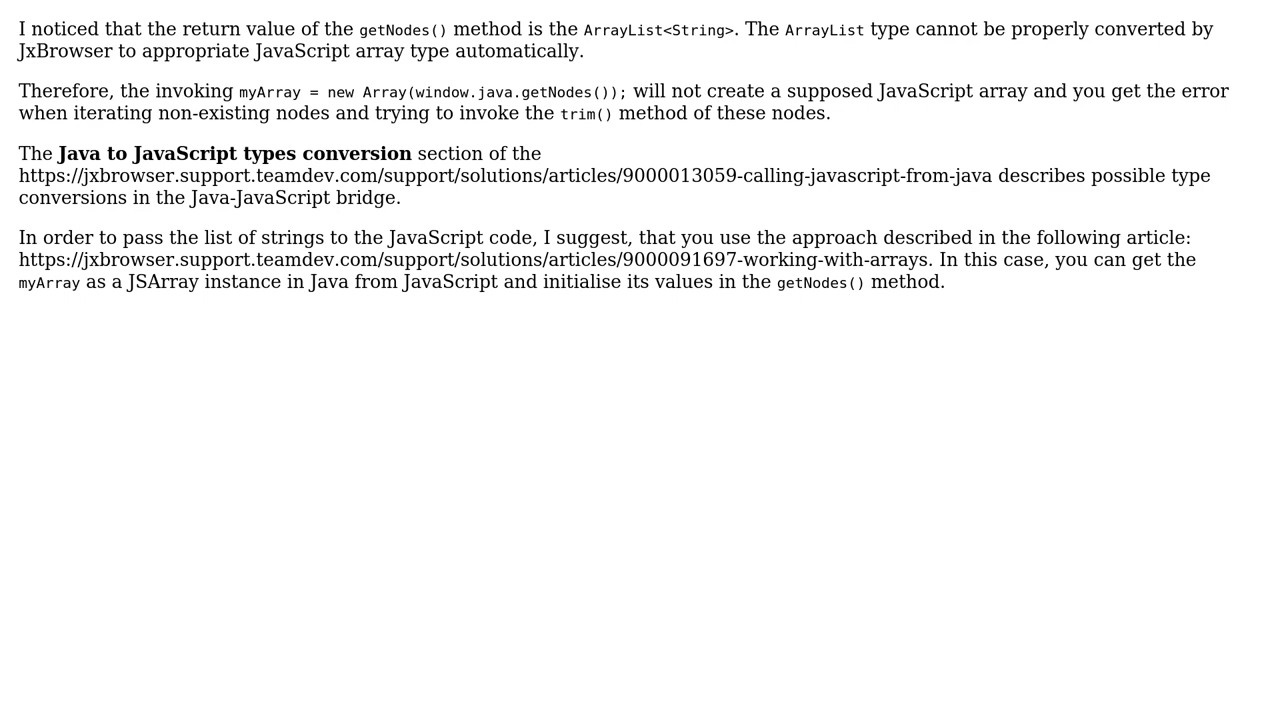 I noticed that the return value of the getNodes() method is the ArrayList<String>. The ArrayList type cannot be properly converted by
JxBrowser to appropriate JavaScript array type automatically.
Therefore, the invoking myArray = new Array(window.java.getNodes()); will not create a supposed JavaScript array and you get the error
when iterating non-existing nodes and trying to invoke the trim() method of these nodes.
The Java to JavaScript types conversion section of the
https://jxbrowser.support.teamdev.com/support/solutions/articles/9000013059-calling-javascript-from-java describes possible type
conversions in the Java-JavaScript bridge.
In order to pass the list of strings to the JavaScript code, I suggest, that you use the approach described in the following article:
https://jxbrowser.support.teamdev.com/support/solutions/articles/9000091697-working-with-arrays. In this case, you can get the
myArray as a JSArray instance in Java from JavaScript and initialise its values in the getNodes() method.